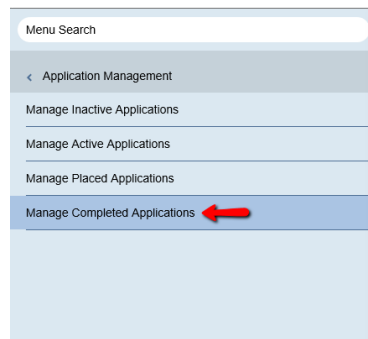 Menu Search
Application Management
Manage Inactive Applications
Manage Active Applications
Manage Placed Applications
Manage Completed Applications